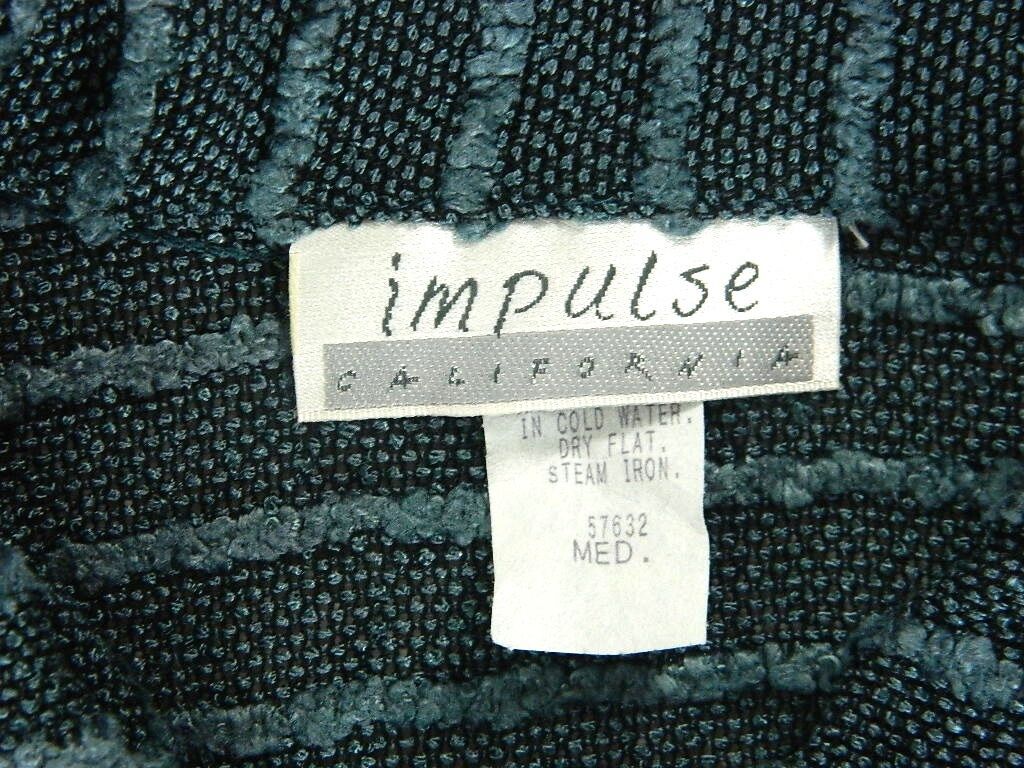 impulse
CALIFORNIA
IN COLD WATER.
DRY FLAT.
STEAM IRON.
57632
MED.